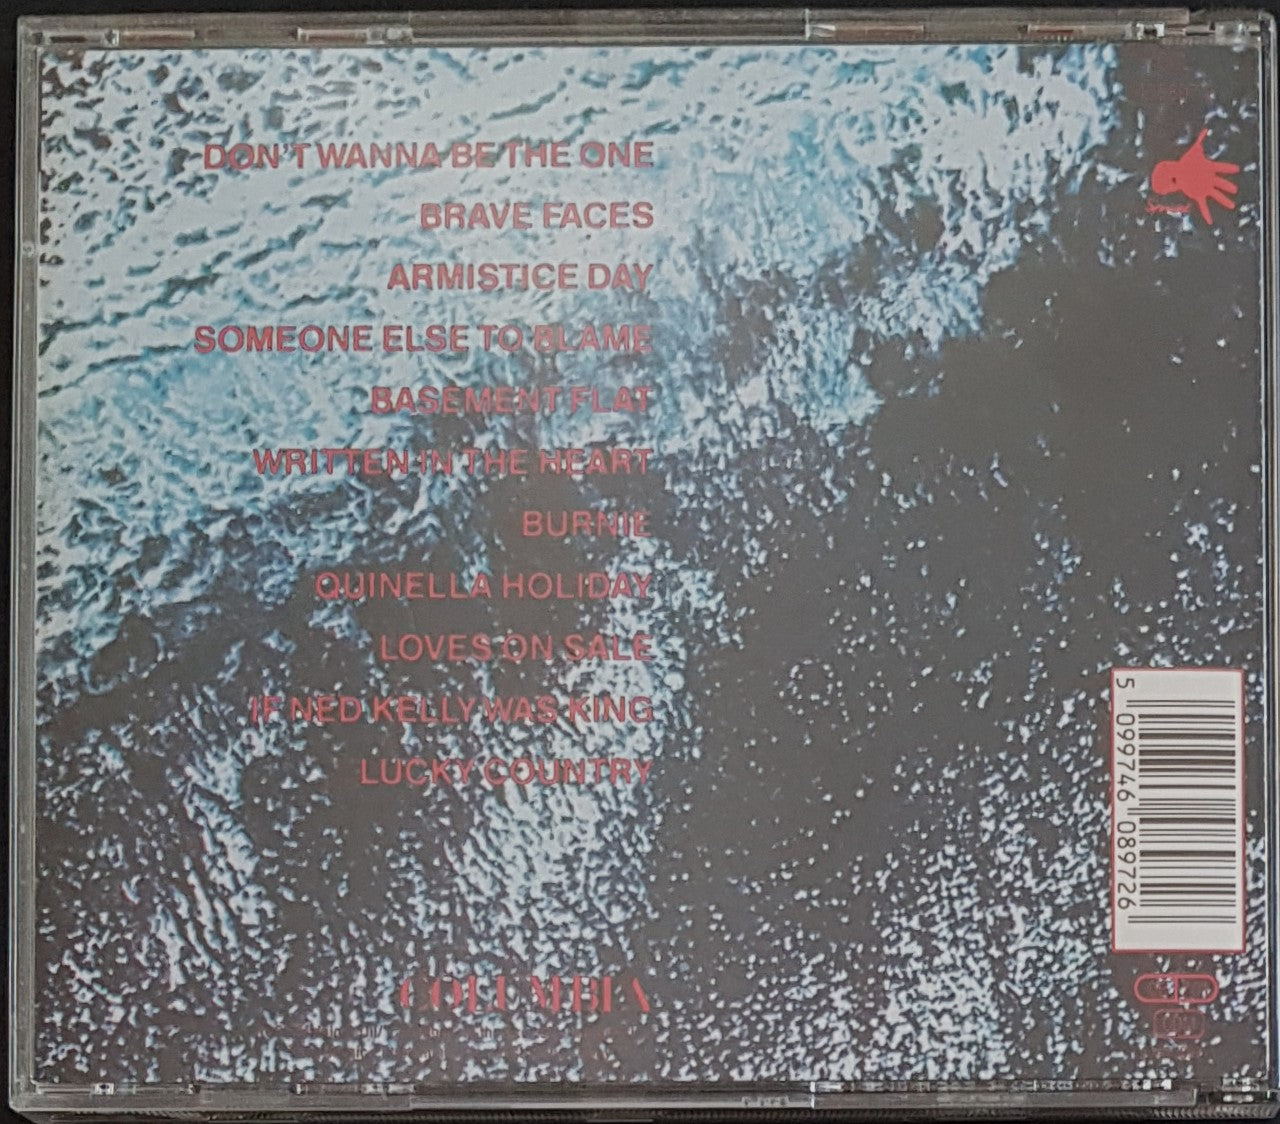 DON'T WANNA BE THE ONE
BRAVE FACES
ARMISTICE DAY
SOMEONE ELSE TO BLAME
BASEMENT FLAT
WRITTEN IN THE HEART
BURNIE
QUINELLA HOLIDAY
LOVES ON SALE
IF NED KELLY WAS KING
LUCKY COUNTRY
5 099746 089726
COLUMBIA